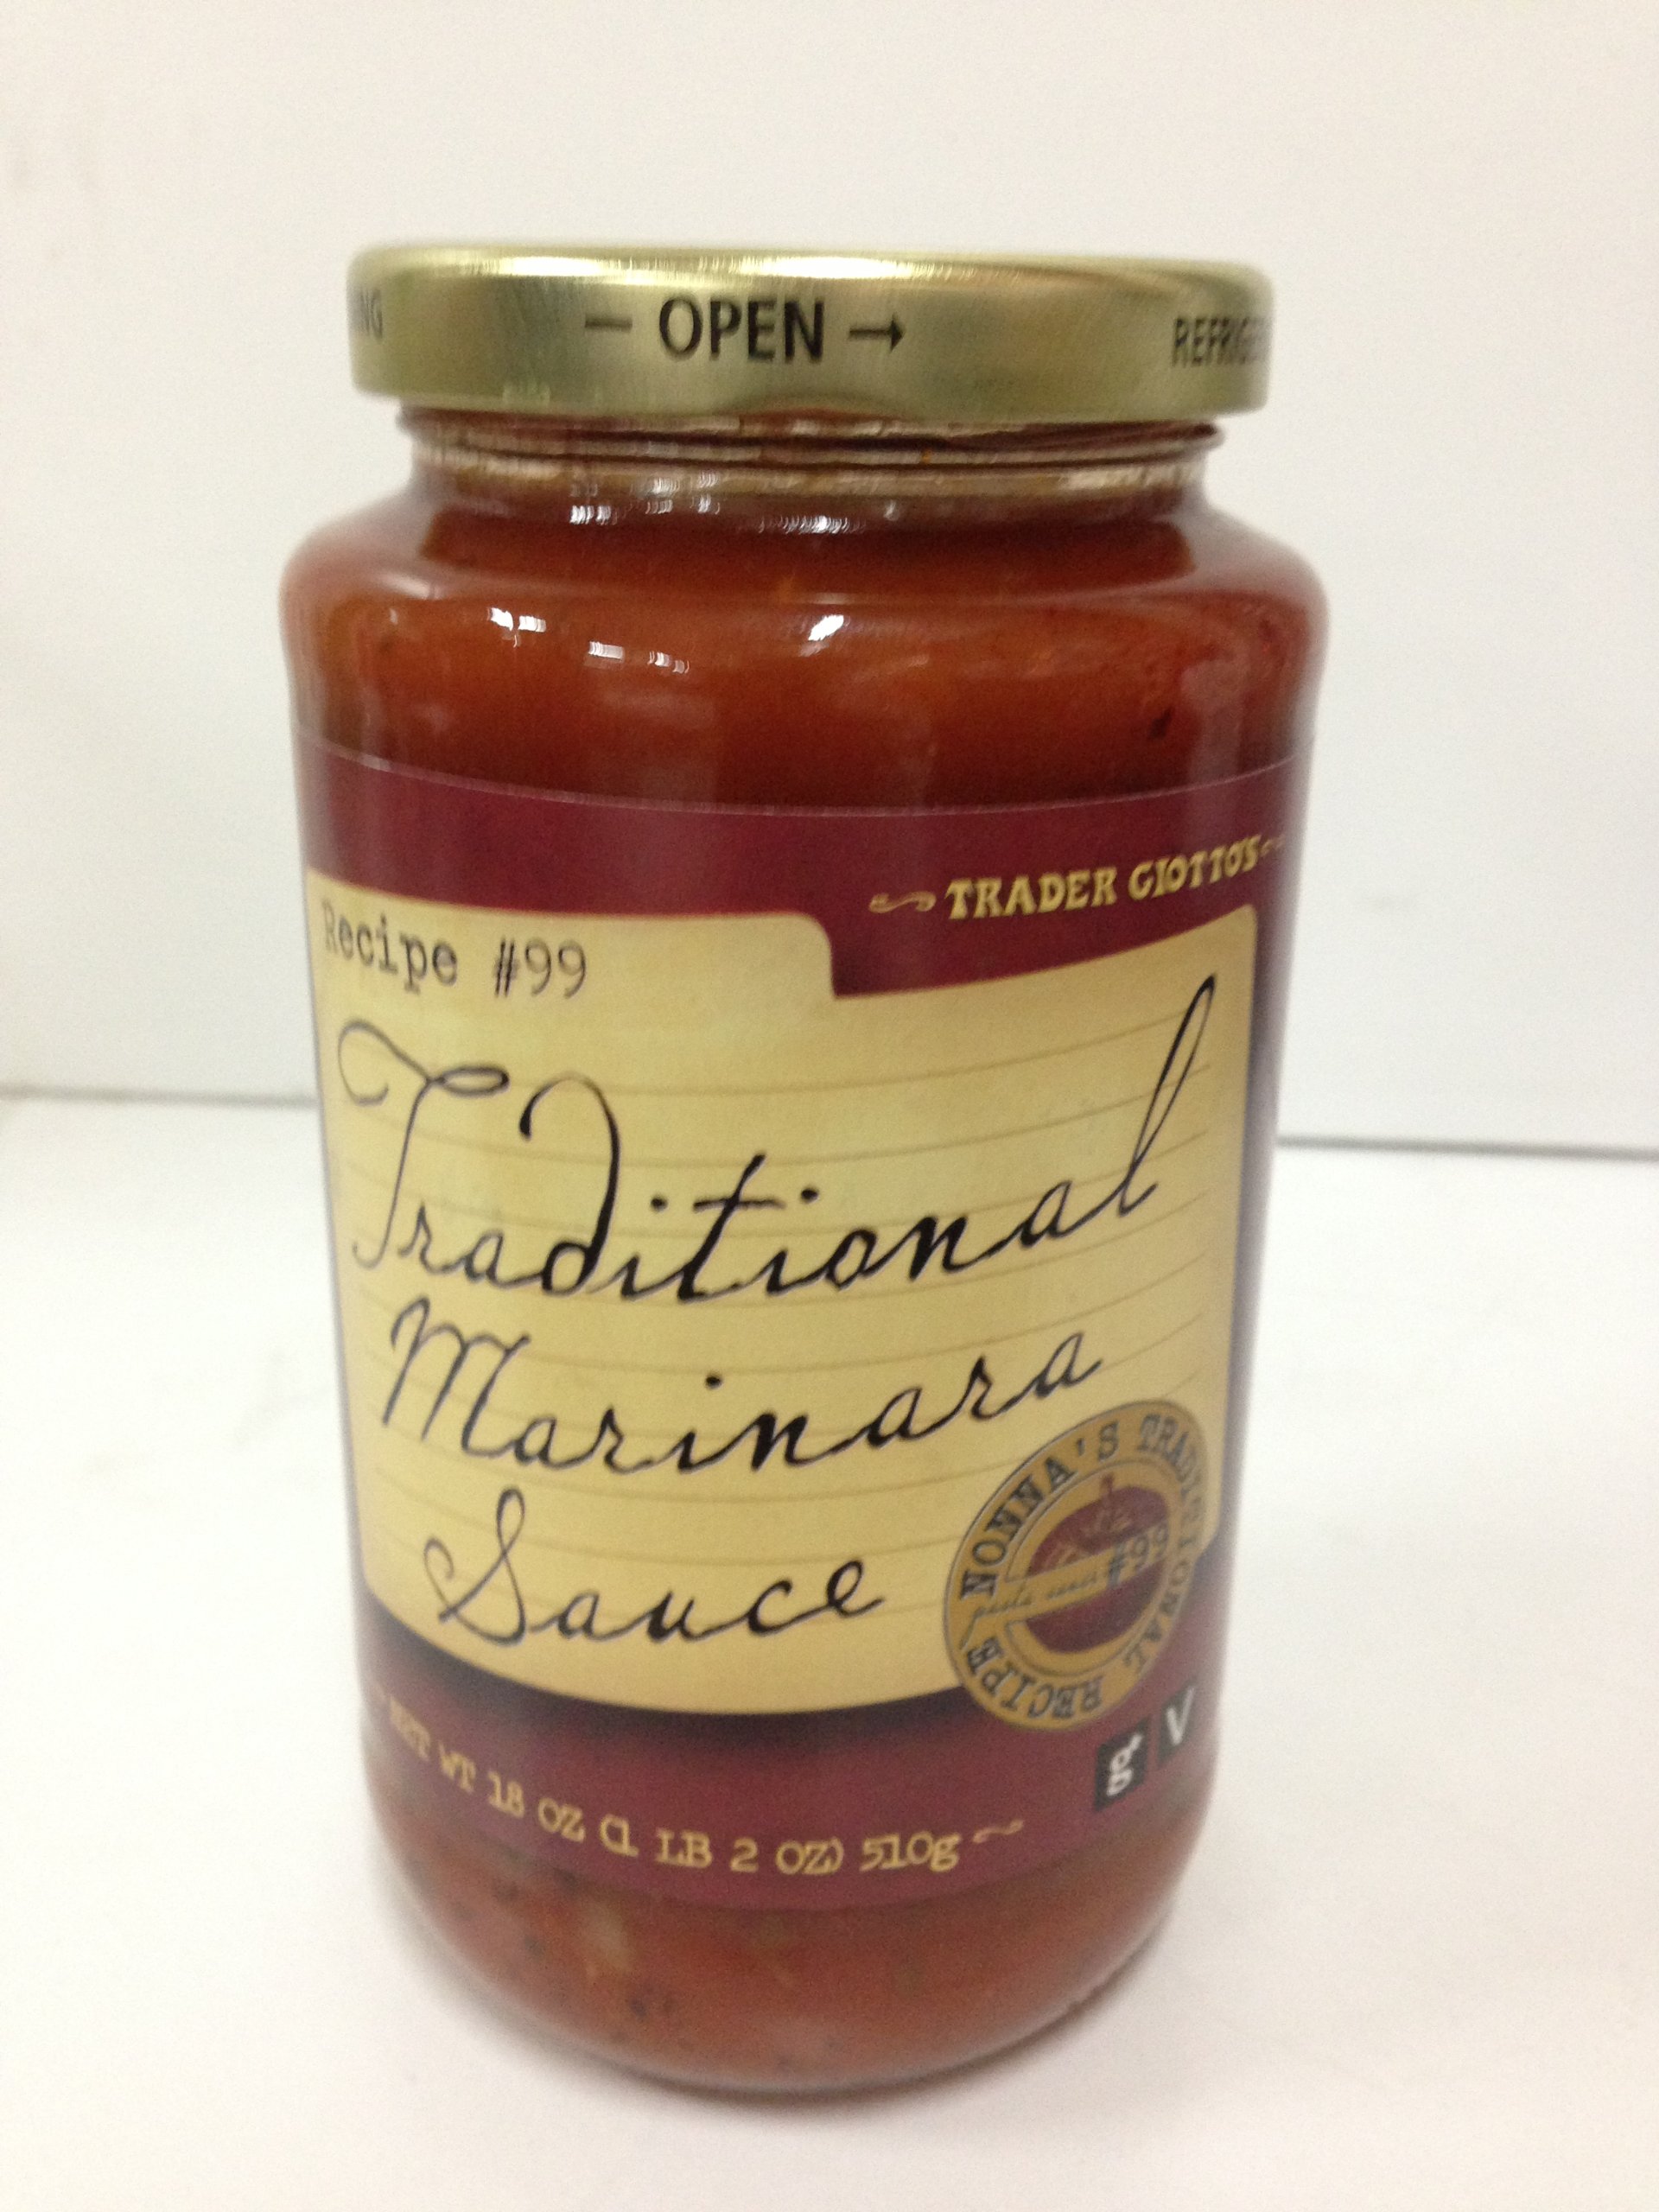 — OPEN →
TRADER GIOTTO'S
Recipe #99
Traditional
Marinara
Sauce
NONNA'S TRADITIONAL RECIPE
#99
g V
NET WT 18 OZ (1 LB 2 OZ) 510g